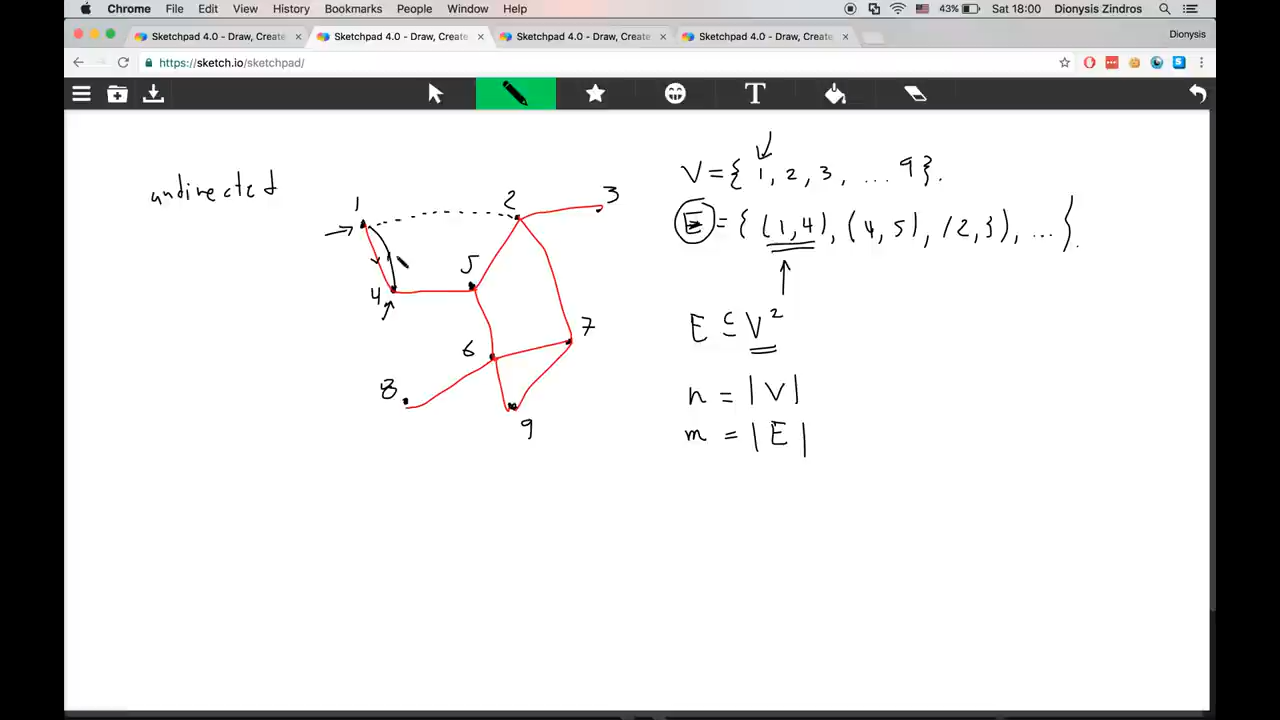 Chrome File Edit View History Bookmarks People Window Help 43% Sat 18:00 Dionysis Zindros
Sketchpad 4.0 - Draw, Create Sketchpad 4.0 - Draw, Create Sketchpad 4.0 - Draw, Create Sketchpad 4.0 - Draw, Create Dionysis
https://sketch.io/sketchpad/
T
undirected
1
2
3
4
5
6
7
8
9
V = { 1, 2, 3, ... 9 }.
E = { (1,4), (4,5), (2,3), ... }.
E ⊆ V²
n = |V|
m = |E|